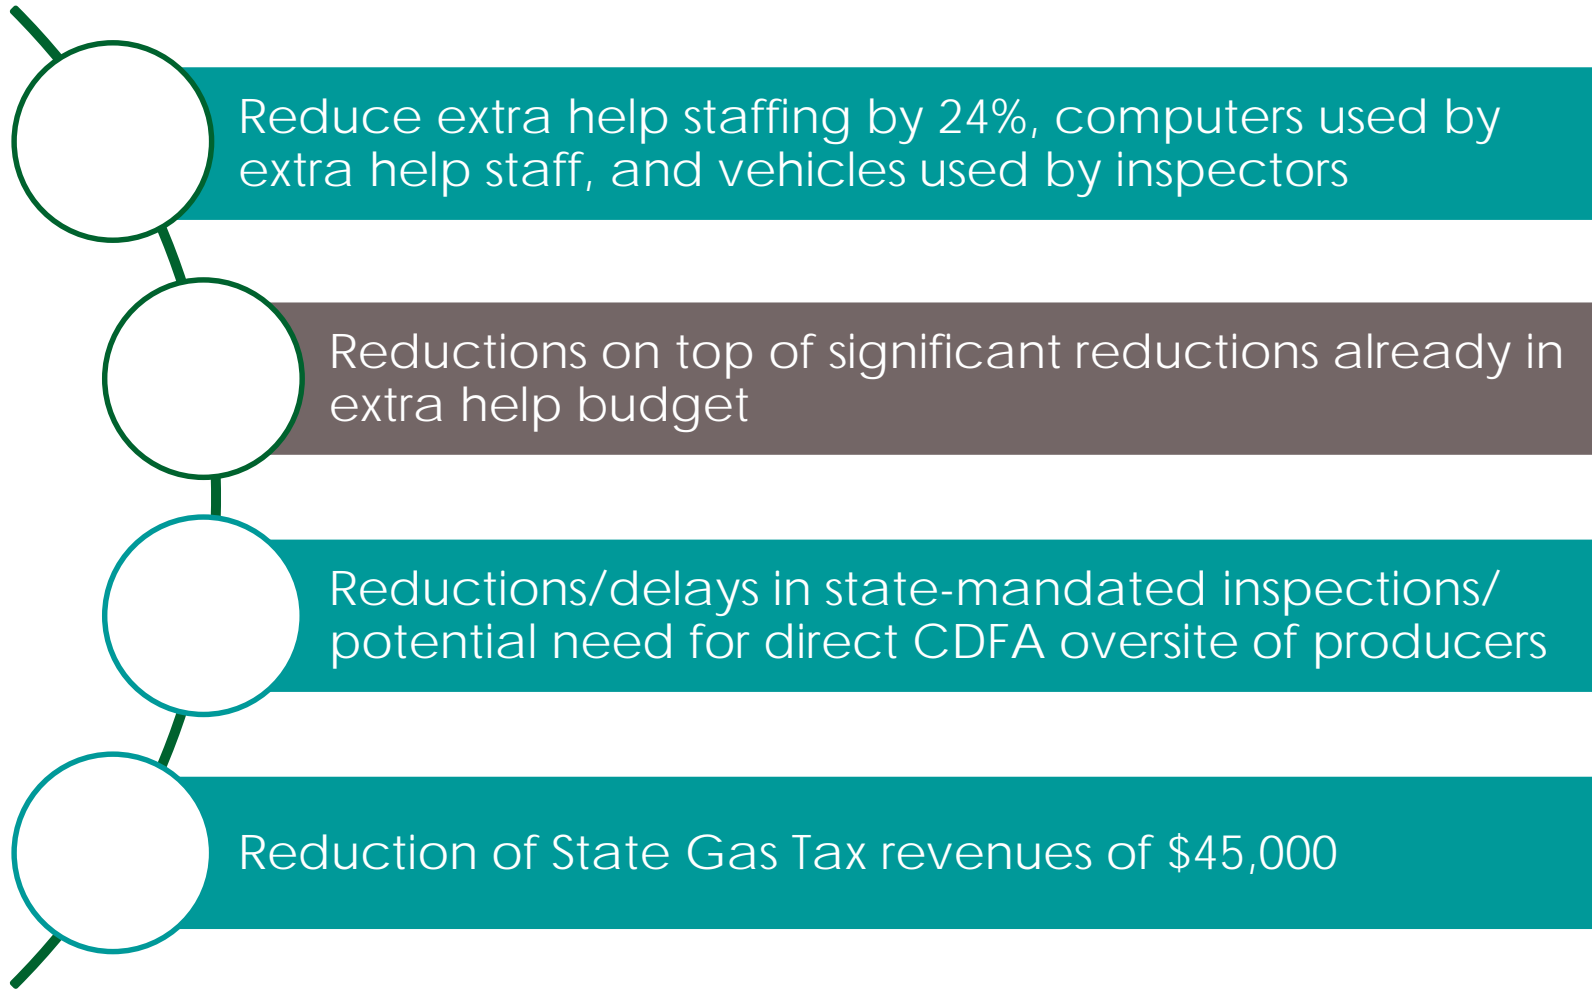 Reduce extra help staffing by 24%, computers used by
extra help staff, and vehicles used by inspectors
Reductions on top of significant reductions already in
extra help budget
Reductions/delays in state-mandated inspections/
potential need for direct CDFA oversite of producers
Reduction of State Gas Tax revenues of $45,000